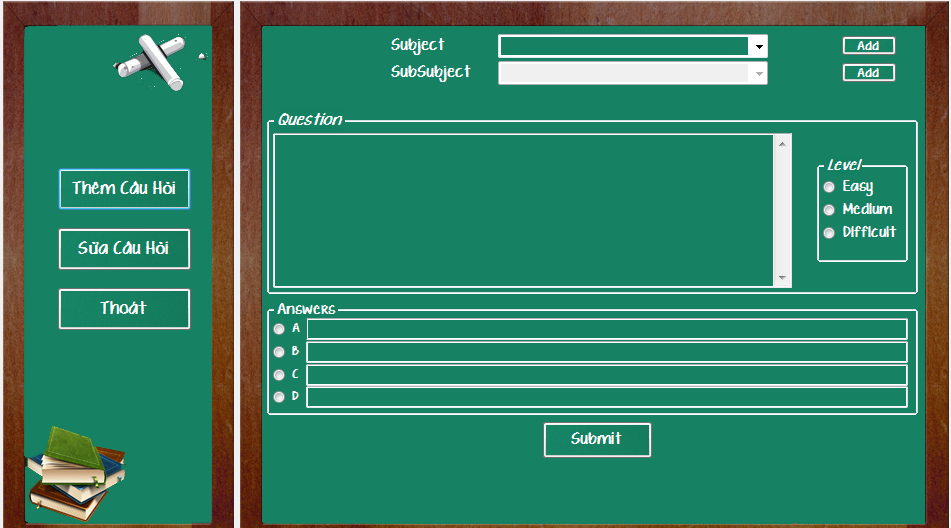 Thêm Câu Hỏi
Sửa Câu Hỏi
Thoát
Subject
Add
SubSubject
Add
Question
Level
Easy
Medium
Difficult
Answers
A
B
C
D
Submit